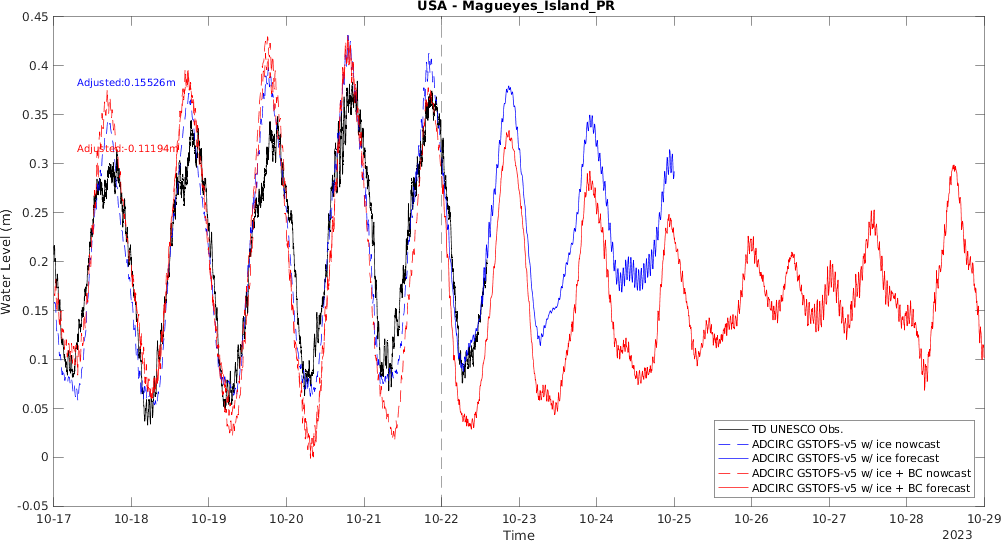 USA - Magueyes_Island_PR
0.45
0.4
0.35
0.3
0.25
0.2
0.15
0.1
0.05
0
-0.05
Water Level (m)
Adjusted:0.15526m
Adjusted:-0.11194m
TD UNESCO Obs.
ADCIRC GSTOFS-v5 w/ ice nowcast
ADCIRC GSTOFS-v5 w/ ice forecast
ADCIRC GSTOFS-v5 w/ ice + BC nowcast
ADCIRC GSTOFS-v5 w/ ice + BC forecast
10-17 10-18 10-19 10-20 10-21 10-22 10-23 10-24 10-25 10-26 10-27 10-28 10-29
Time
2023